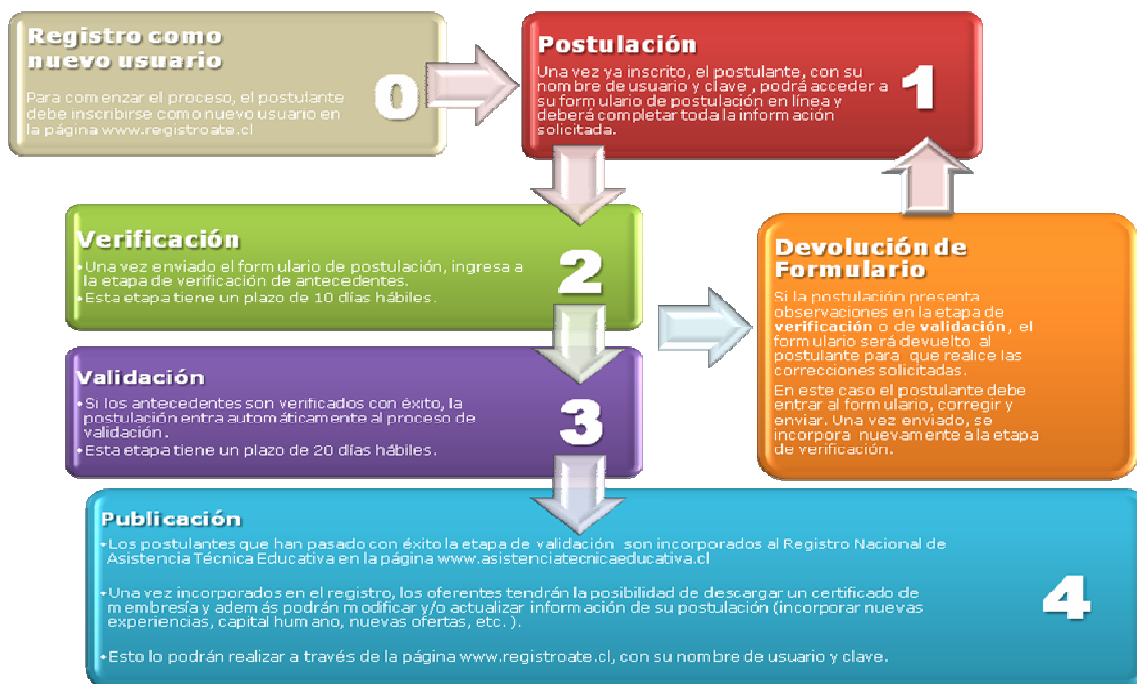 Registro como
nuevo usuario
Para comenzar el proceso, el postulante
debe inscribirse como nuevo usuario en
la página www.registroate.cl
0
Postulación
Una vez ya inscrito, el postulante, con su
nombre de usuario y clave , podrá acceder a
su formulario de postulación en línea y
deberá completar toda la información
solicitada.
1
Verificación
•Una vez enviado el formulario de postulación, ingresa a
la etapa de verificación de antecedentes.
•Esta etapa tiene un plazo de 10 días hábiles.
2
Devolución de
Formulario
Si la postulación presenta
observaciones en la etapa de
verificación o de validación, el
formulario será devuelto al
postulante para que realice las
correcciones solicitadas.
En este caso el postulante debe
entrar al formulario, corregir y
enviar. Una vez enviado, se
incorpora nuevamente a la etapa
de verificación.
Validación
•Si los antecedentes son verificados con éxito, la
postulación entra automáticamente al proceso de
validación.
•Esta etapa tiene un plazo de 20 días hábiles.
3
Publicación
•Los postulantes que han pasado con éxito la etapa de validación son incorporados al Registro Nacional de
Asistencia Técnica Educativa en la página www.asistenciatecnicaeducativa.cl
•Una vez incorporados en el registro, los oferentes tendrán la posibilidad de descargar un certificado de
membresía y además podrán modificar y/o actualizar información de su postulación (incorporar nuevas
experiencias, capital humano, nuevas ofertas, etc. ).
•Esto lo podrán realizar a través de la página www.registroate.cl, con su nombre de usuario y clave.
4